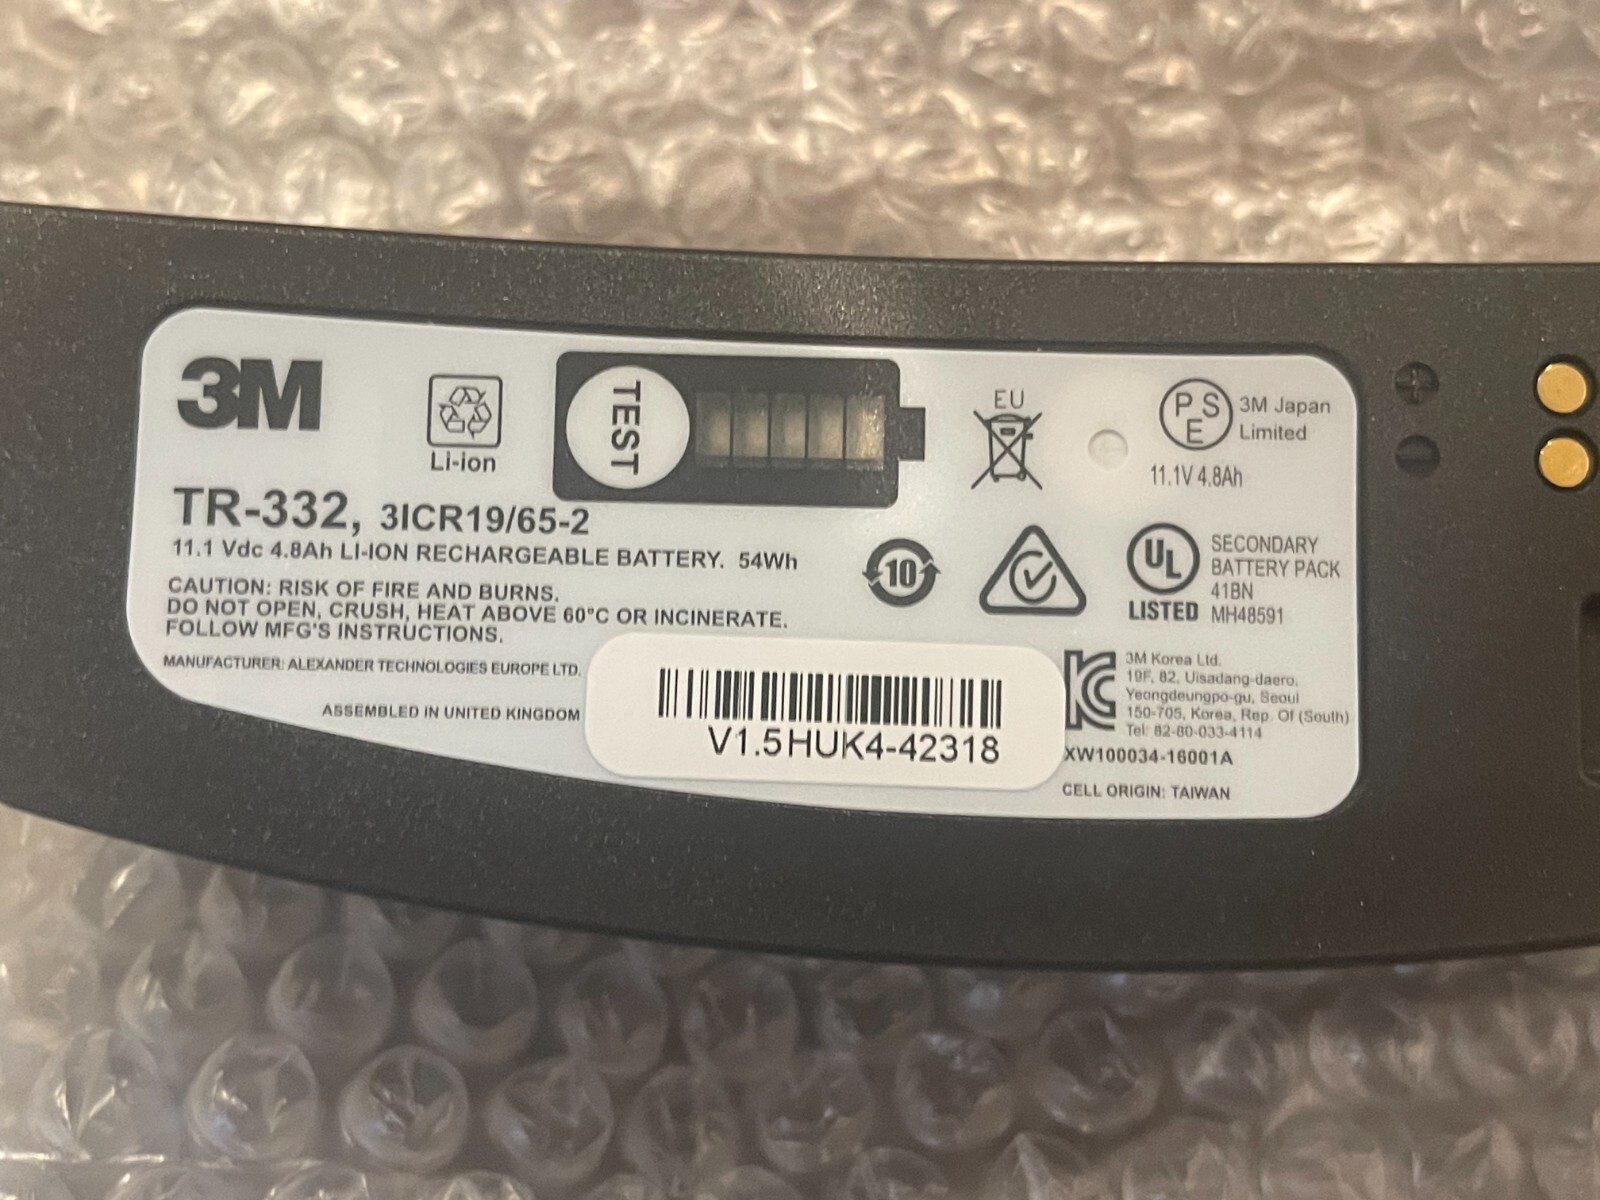 3M
Li-ion
TEST
EU
PSE
3M Japan
Limited
11.1V 4.8Ah
TR-332, 3ICR19/65-2
11.1 Vdc 4.8Ah LI-ION RECHARGEABLE BATTERY. 54Wh
CAUTION: RISK OF FIRE AND BURNS.
DO NOT OPEN, CRUSH, HEAT ABOVE 60°C OR INCINERATE.
FOLLOW MFG'S INSTRUCTIONS.
MANUFACTURER: ALEXANDER TECHNOLOGIES EUROPE LTD.
ASSEMBLED IN UNITED KINGDOM
10
UL
LISTED
SECONDARY
BATTERY PACK
41BN
MH48591
V1.5HUK4-42318
KC
3M Korea Ltd.
19F, 82, Uisadang-daero,
Yeongdeungpo-gu, Seoul
150-705, Korea, Rep. Of (South)
Tel: 82-80-033-4114
XW100034-16001A
CELL ORIGIN: TAIWAN
+
-